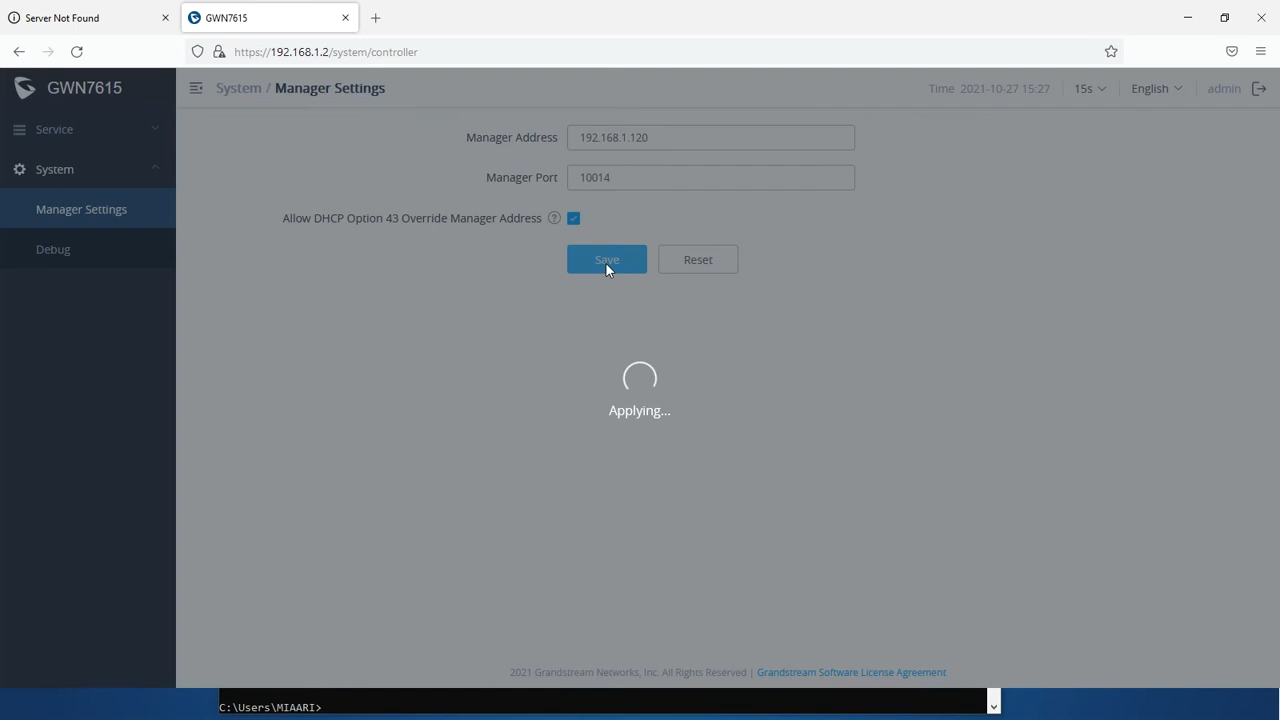 Server Not Found
GWN7615
https://192.168.1.2/system/controller
GWN7615
System / Manager Settings
Time 2021-10-27 15:27
15s
English
admin
Service
System
Manager Settings
Debug
Manager Address
192.168.1.120
Manager Port
10014
Allow DHCP Option 43 Override Manager Address
Save
Reset
Applying...
2021 Grandstream Networks, Inc. All Rights Reserved | Grandstream Software License Agreement
C:\Users\MIAARI>